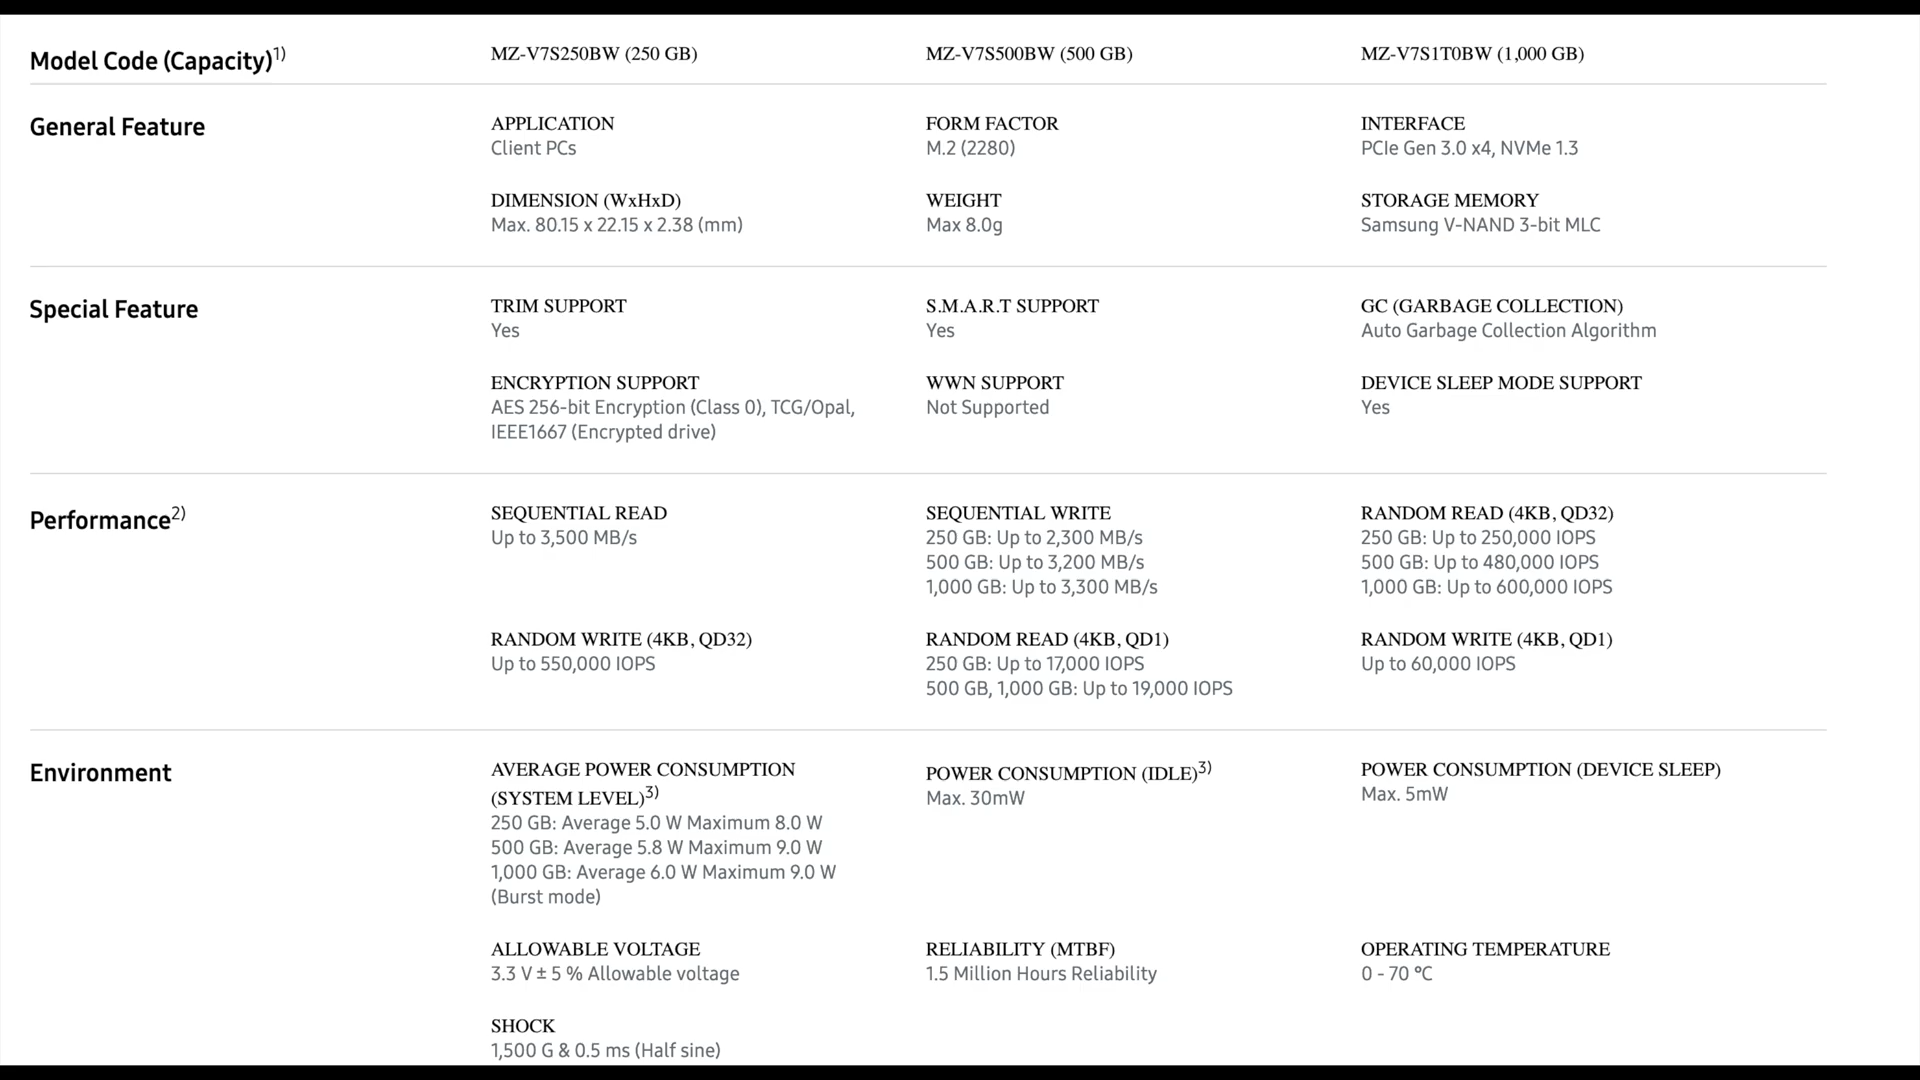 Model Code (Capacity)1)
MZ-V7S250BW (250 GB)
MZ-V7S500BW (500 GB)
MZ-V7S1T0BW (1,000 GB)
General Feature
APPLICATION
Client PCs
FORM FACTOR
M.2 (2280)
INTERFACE
PCIe Gen 3.0 x4, NVMe 1.3
DIMENSION (WxHxD)
Max. 80.15 x 22.15 x 2.38 (mm)
WEIGHT
Max 8.0g
STORAGE MEMORY
Samsung V-NAND 3-bit MLC
Special Feature
TRIM SUPPORT
Yes
S.M.A.R.T SUPPORT
Yes
GC (GARBAGE COLLECTION)
Auto Garbage Collection Algorithm
ENCRYPTION SUPPORT
AES 256-bit Encryption (Class 0), TCG/Opal,
IEEE1667 (Encrypted drive)
WWN SUPPORT
Not Supported
DEVICE SLEEP MODE SUPPORT
Yes
Performance2)
SEQUENTIAL READ
Up to 3,500 MB/s
SEQUENTIAL WRITE
250 GB: Up to 2,300 MB/s
500 GB: Up to 3,200 MB/s
1,000 GB: Up to 3,300 MB/s
RANDOM READ (4KB, QD32)
250 GB: Up to 250,000 IOPS
500 GB: Up to 480,000 IOPS
1,000 GB: Up to 600,000 IOPS
RANDOM WRITE (4KB, QD32)
Up to 550,000 IOPS
RANDOM READ (4KB, QD1)
250 GB: Up to 17,000 IOPS
500 GB, 1,000 GB: Up to 19,000 IOPS
RANDOM WRITE (4KB, QD1)
Up to 60,000 IOPS
Environment
AVERAGE POWER CONSUMPTION
(SYSTEM LEVEL)3)
250 GB: Average 5.0 W Maximum 8.0 W
500 GB: Average 5.8 W Maximum 9.0 W
1,000 GB: Average 6.0 W Maximum 9.0 W
(Burst mode)
POWER CONSUMPTION (IDLE)3)
Max. 30mW
POWER CONSUMPTION (DEVICE SLEEP)
Max. 5mW
ALLOWABLE VOLTAGE
3.3 V ± 5 % Allowable voltage
RELIABILITY (MTBF)
1.5 Million Hours Reliability
OPERATING TEMPERATURE
0 - 70 ℃
SHOCK
1,500 G & 0.5 ms (Half sine)